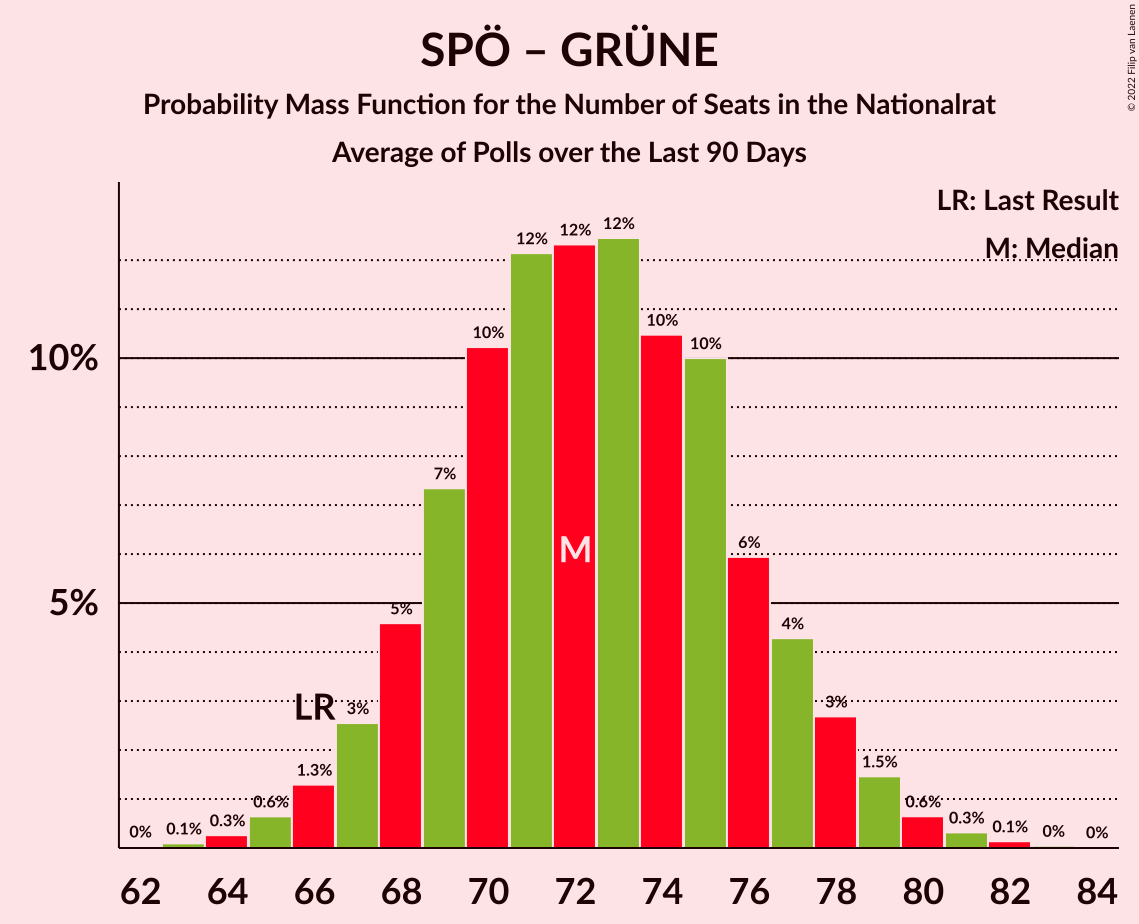 SPÖ – GRÜNE
Probability Mass Function for the Number of Seats in the Nationalrat
Average of Polls over the Last 90 Days
© 2022 Filip van Laenen
LR: Last Result
M: Median
10%
5%
0%
0.1%
0.3%
0.6%
1.3%
LR
3%
5%
7%
10%
12%
12%
M
12%
10%
10%
6%
4%
3%
1.5%
0.6%
0.3%
0.1%
0%
0%
62 64 66 68 70 72 74 76 78 80 82 84